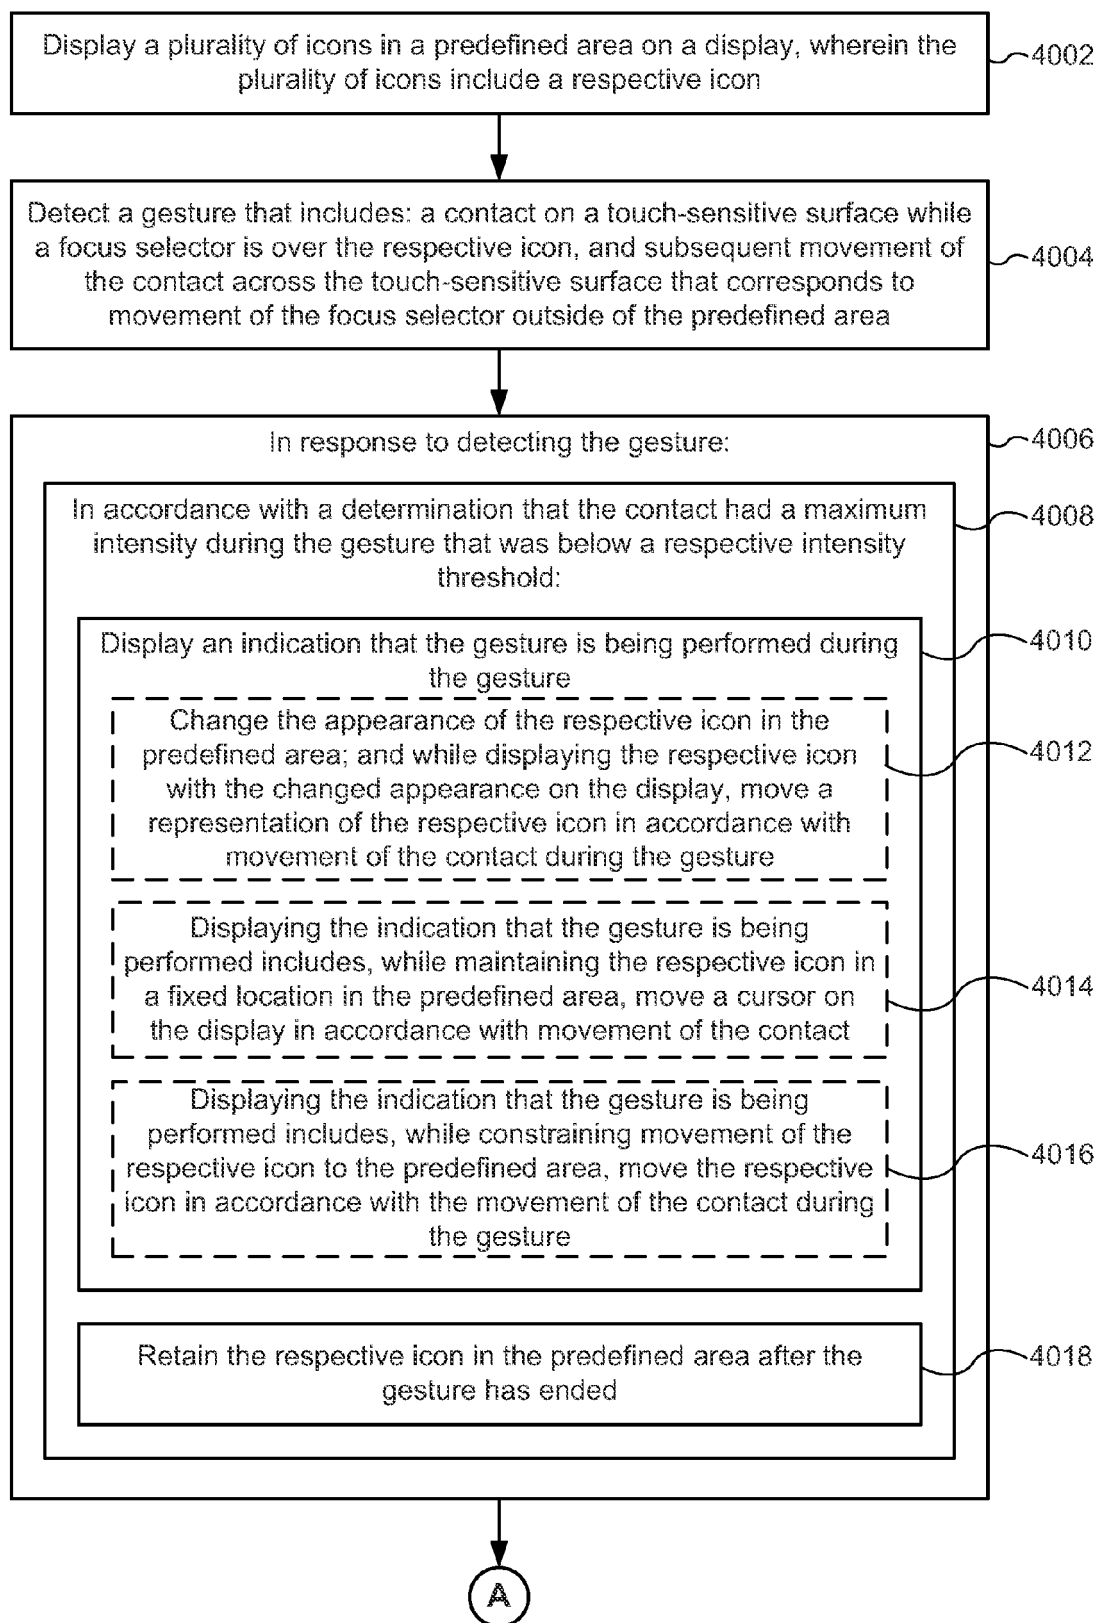 Display a plurality of icons in a predefined area on a display, wherein the
plurality of icons include a respective icon
4002
Detect a gesture that includes: a contact on a touch-sensitive surface while
a focus selector is over the respective icon, and subsequent movement of
the contact across the touch-sensitive surface that corresponds to
movement of the focus selector outside of the predefined area
4004
In response to detecting the gesture:
4006
In accordance with a determination that the contact had a maximum
intensity during the gesture that was below a respective intensity
threshold:
4008
Display an indication that the gesture is being performed during
the gesture
4010
Change the appearance of the respective icon in the
predefined area; and while displaying the respective icon
with the changed appearance on the display, move a
representation of the respective icon in accordance with
movement of the contact during the gesture
4012
Displaying the indication that the gesture is being
performed includes, while maintaining the respective icon in
a fixed location in the predefined area, move a cursor on
the display in accordance with movement of the contact
4014
Displaying the indication that the gesture is being
performed includes, while constraining movement of the
respective icon to the predefined area, move the respective
icon in accordance with the movement of the contact during
the gesture
4016
Retain the respective icon in the predefined area after the
gesture has ended
4018
A